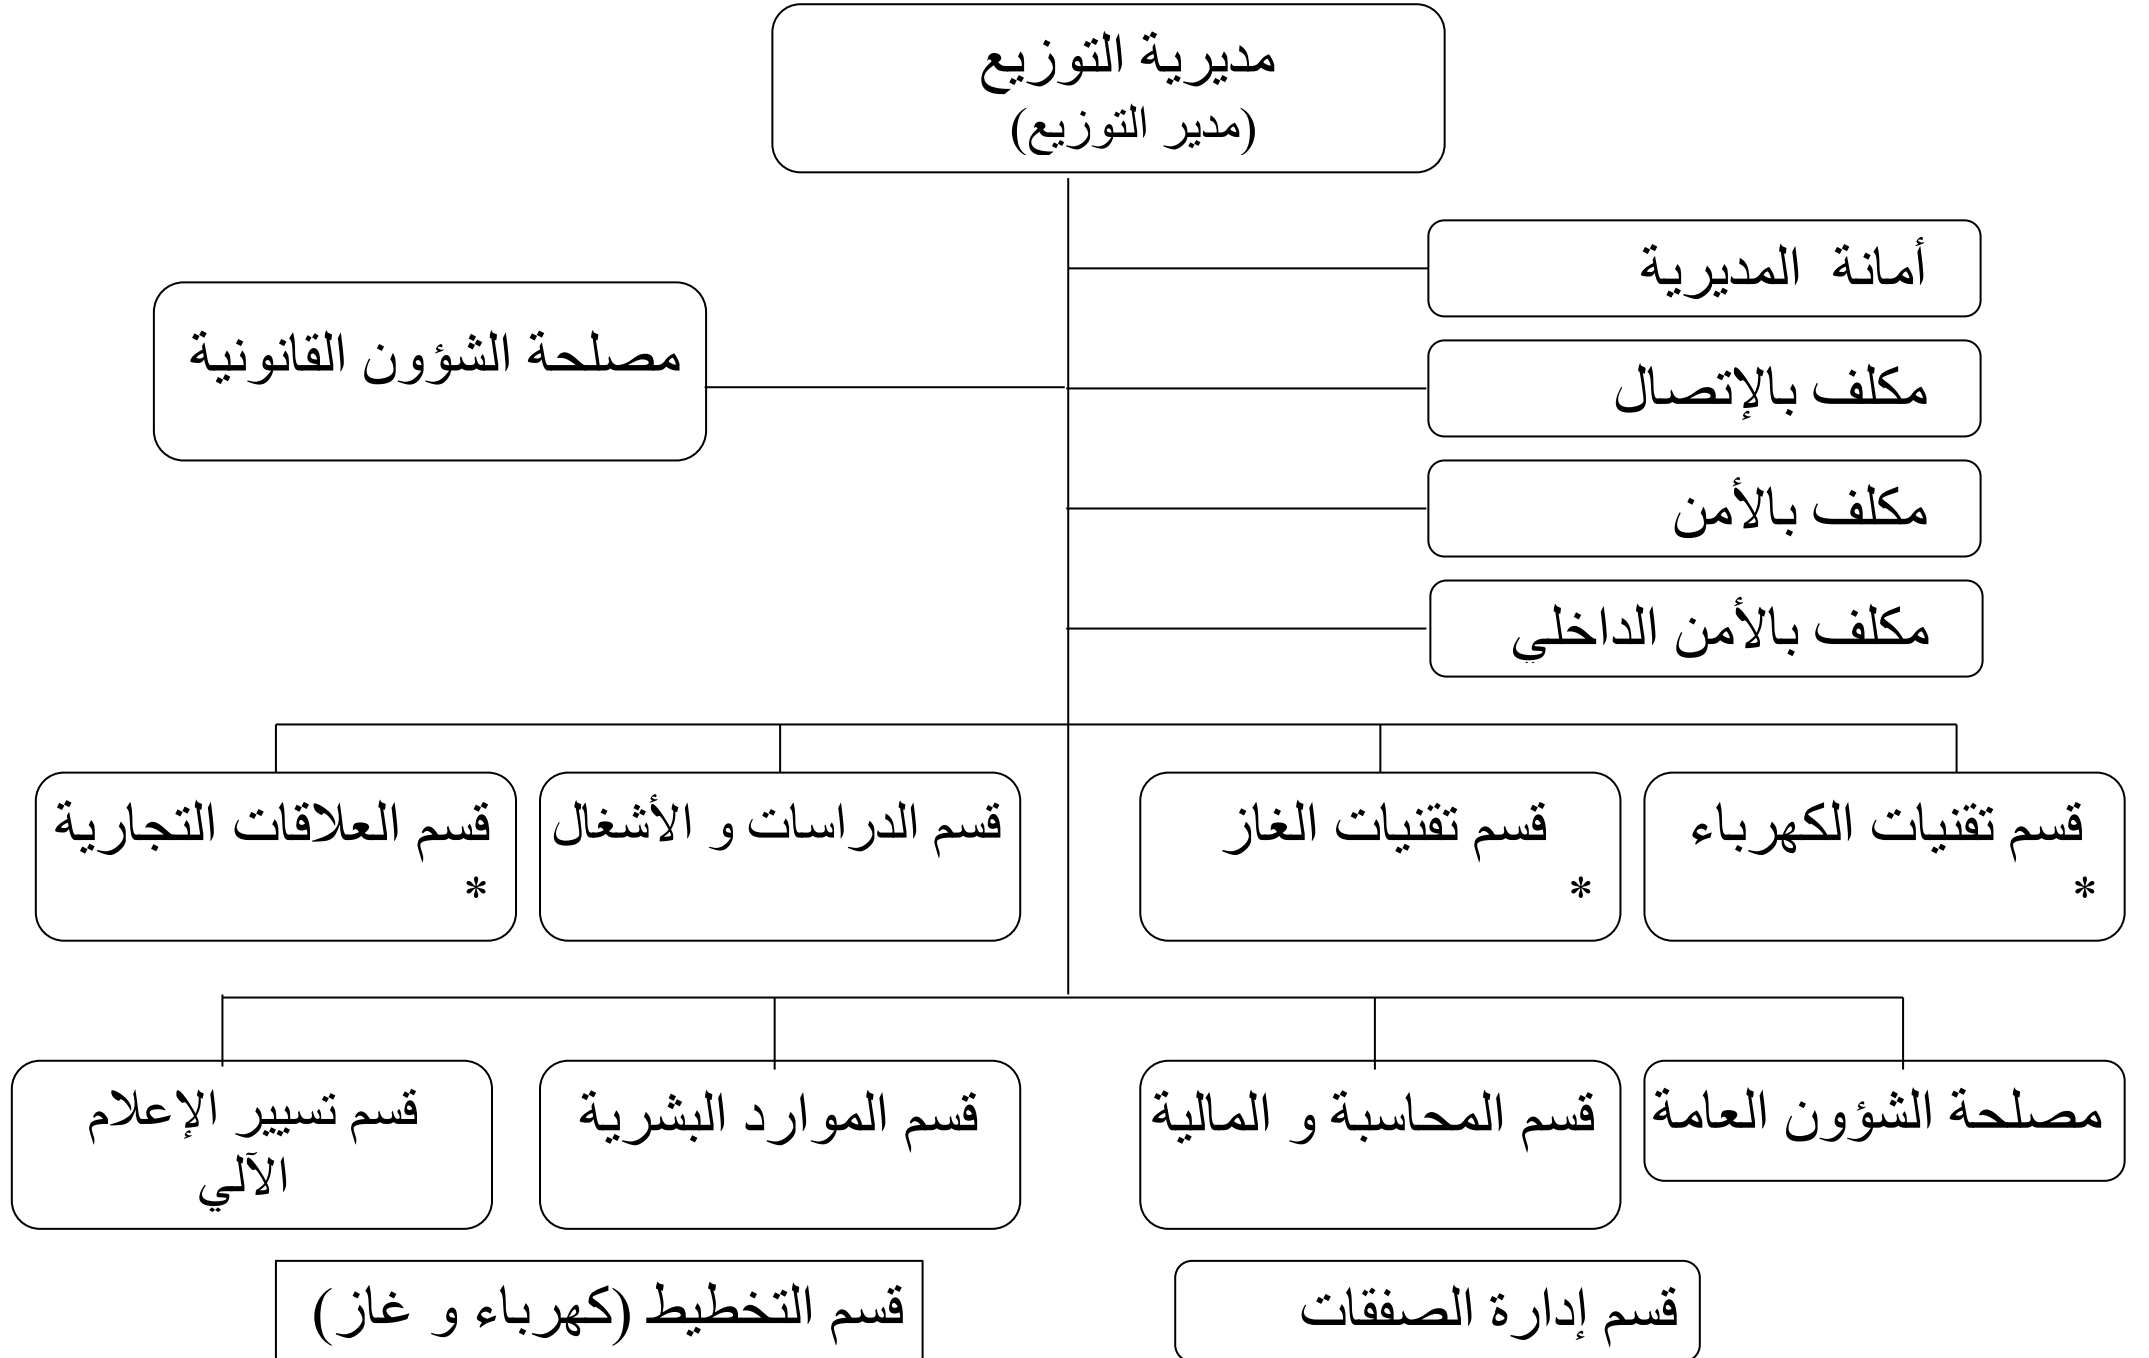 مديرية التوزيع
(مدير التوزيع)
أمانة المديرية
مصلحة الشؤون القانونية
مكلف بالإتصال
مكلف بالأمن
مكلف بالأمن الداخلي
قسم تقنيات الكهرباء
*
قسم تقنيات الغاز
*
قسم الدراسات و الأشغال
قسم العلاقات التجارية
*
مصلحة الشؤون العامة
قسم المحاسبة و المالية
قسم الموارد البشرية
قسم تسيير الإعلام
الآلي
قسم إدارة الصفقات
قسم التخطيط (كهرباء و غاز)